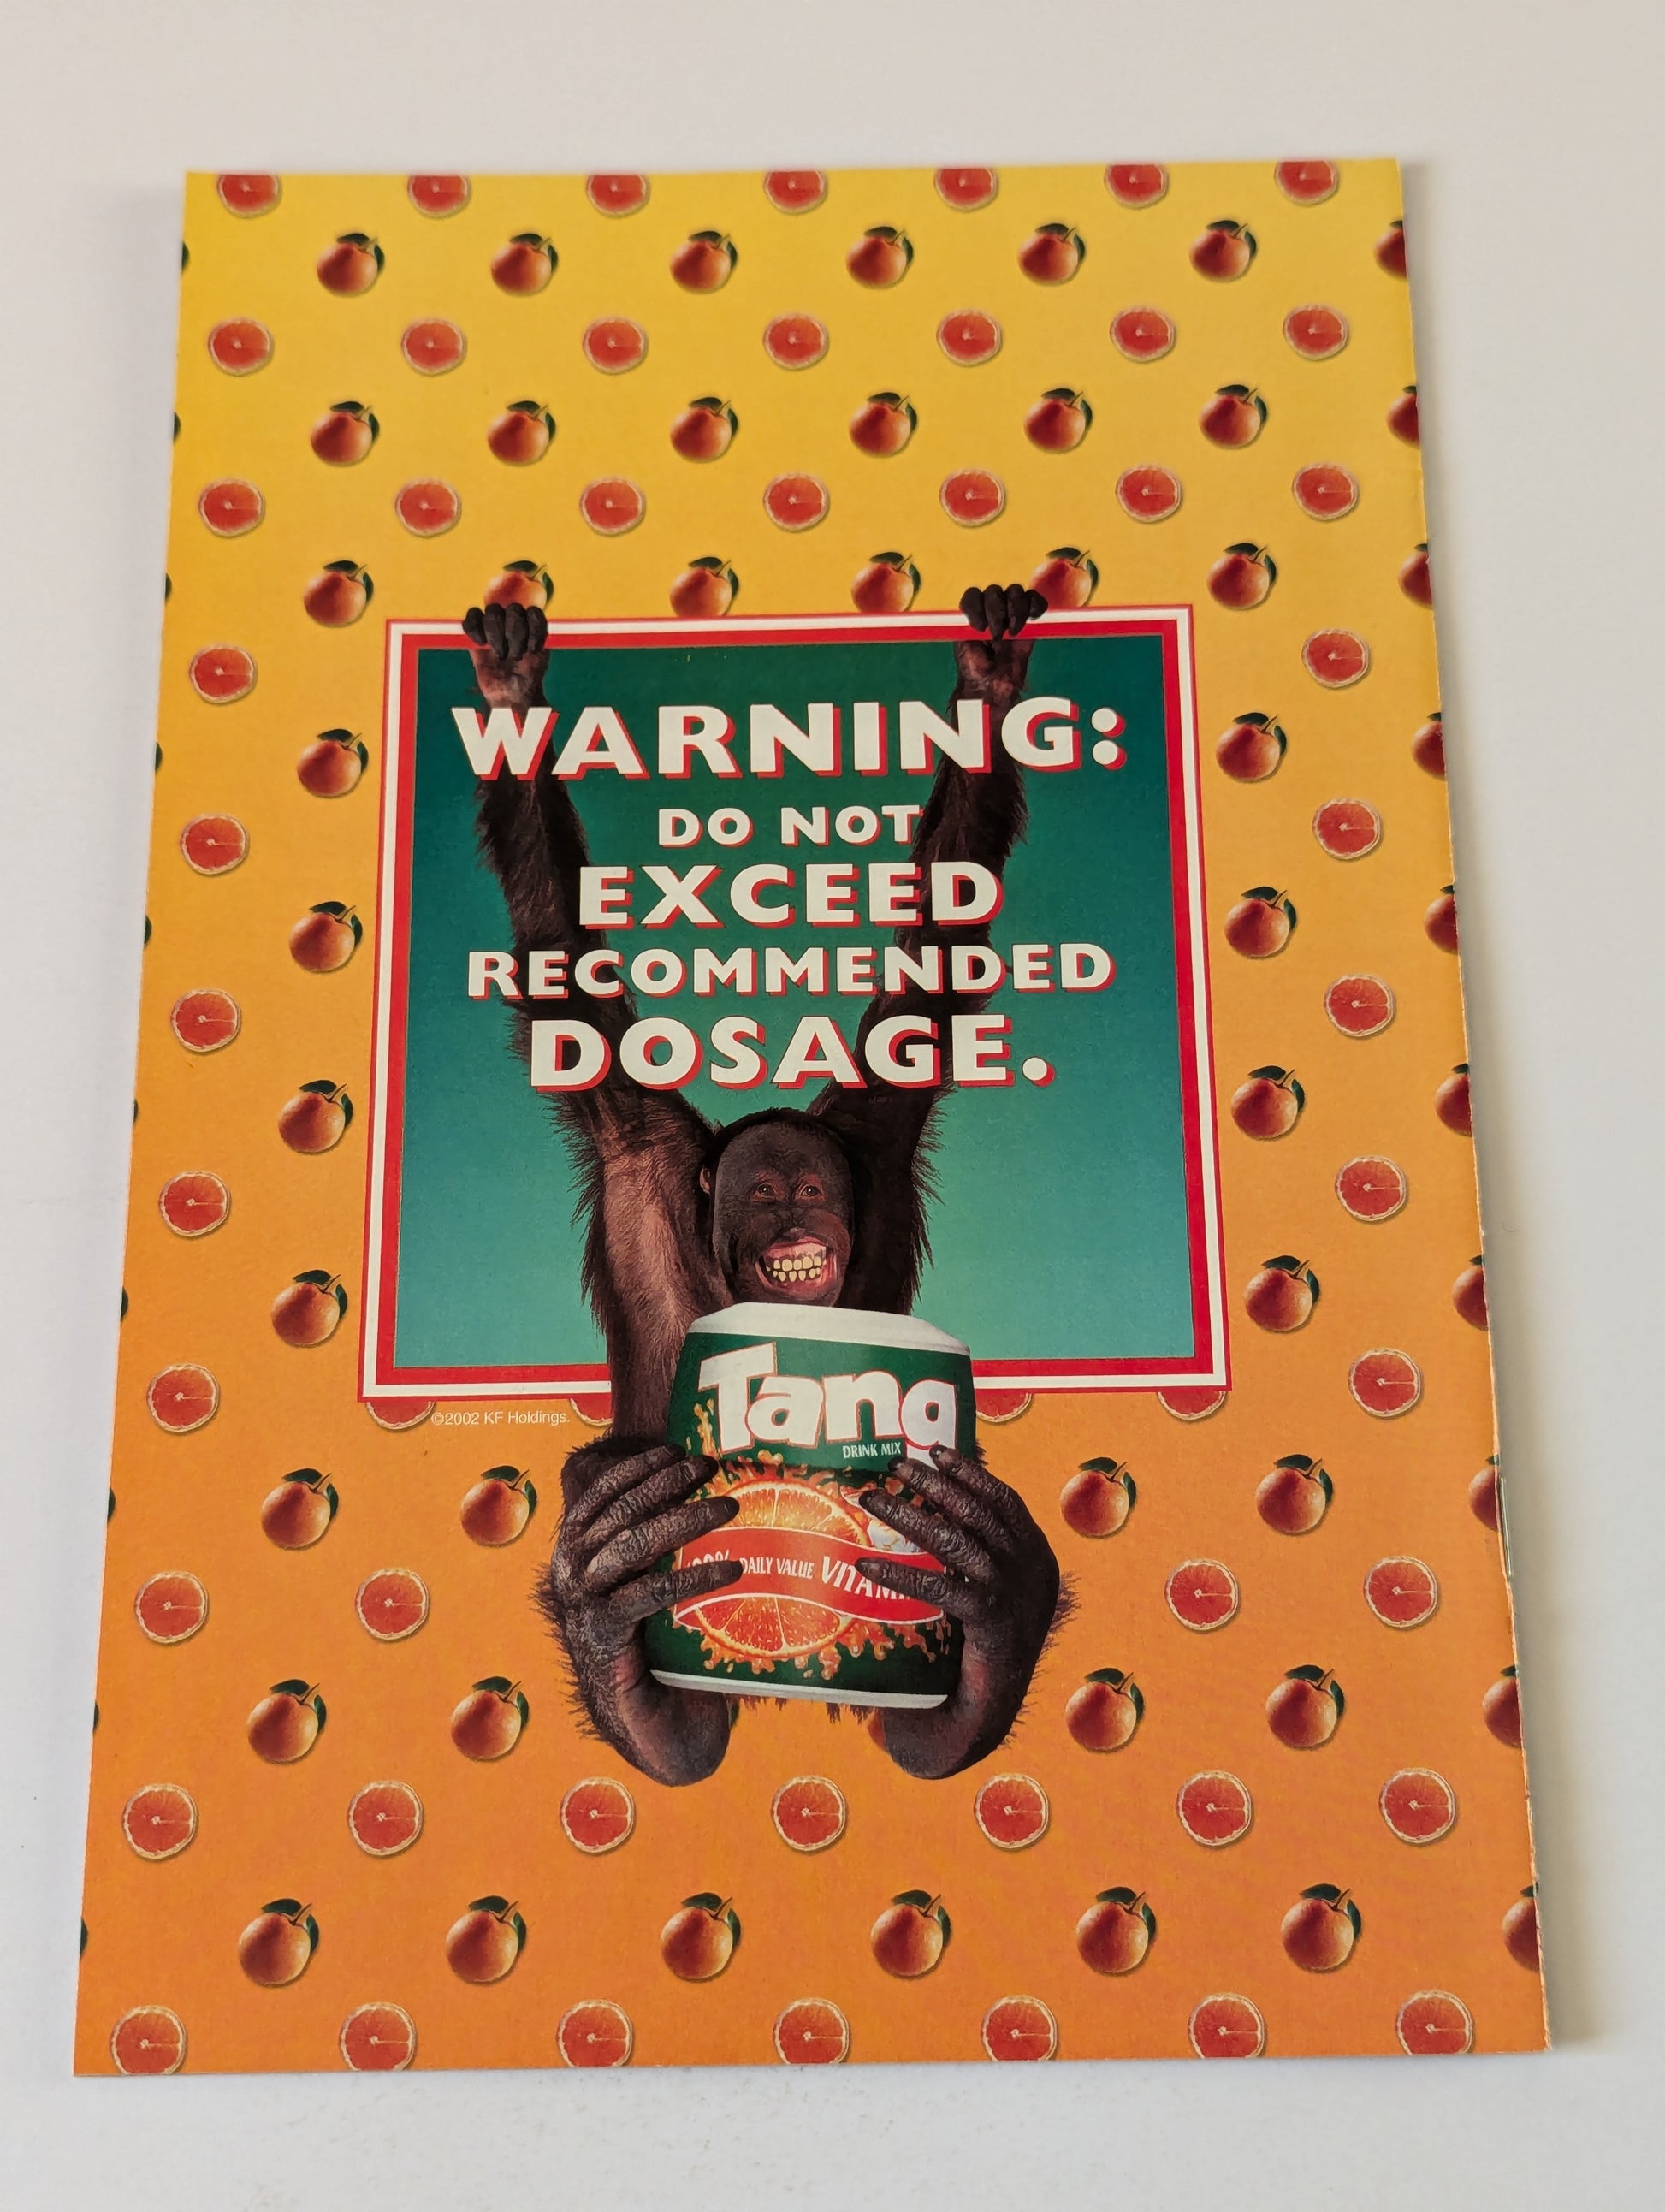 WARNING:
DO NOT
EXCEED
RECOMMENDED
DOSAGE.
©2002 KF Holdings.
Tang
DRINK MIX
DAILY VALUE